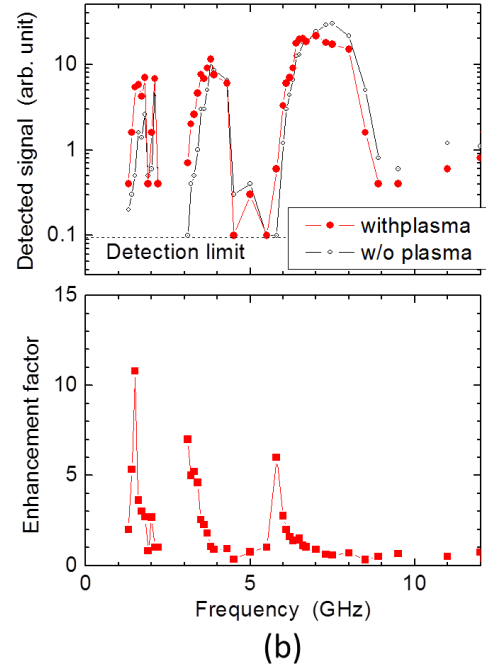 Detected signal (arb. unit)
10
1
0.1
Detection limit
withplasma
w/o plasma
Enhancement factor
15
10
5
0
0
5
10
Frequency (GHz)
(b)